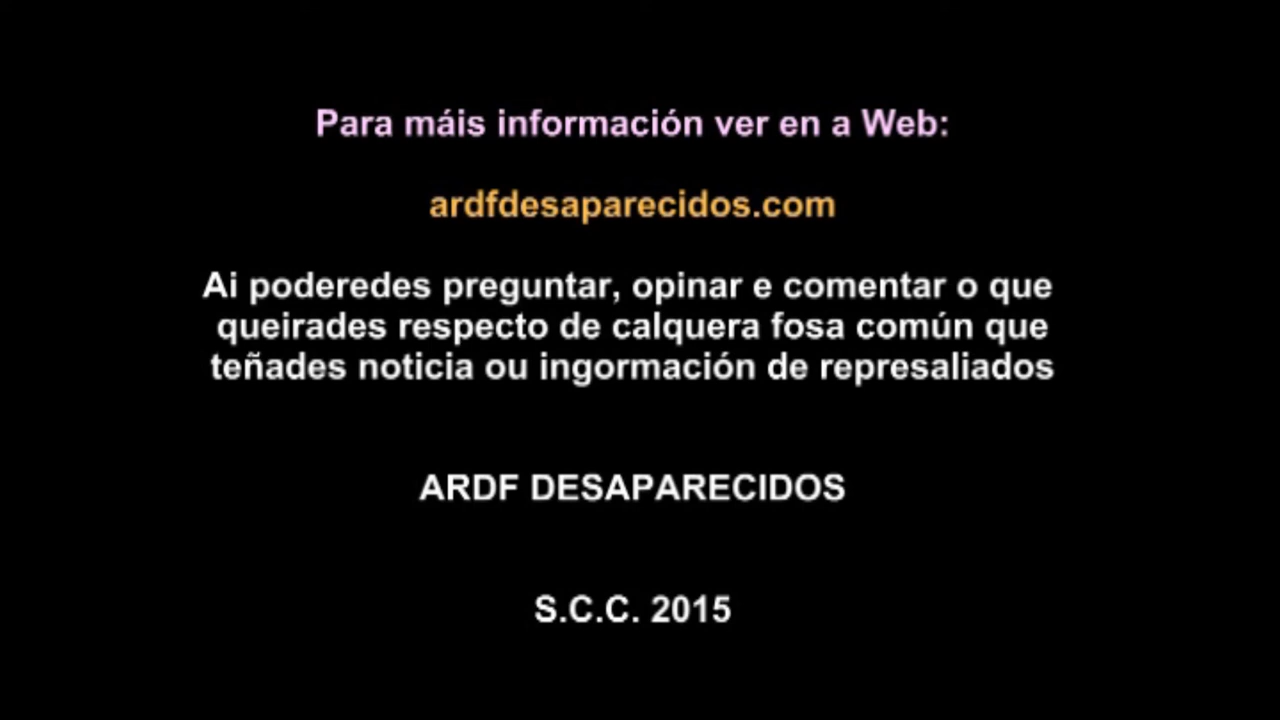 Para máis información ver en a Web:
ardfdesaparecidos.com
Ai poderedes preguntar, opinar e comentar o que
queirades respecto de calquera fosa común que
teñades noticia ou ingormación de represaliados
ARDF DESAPARECIDOS
S.C.C. 2015